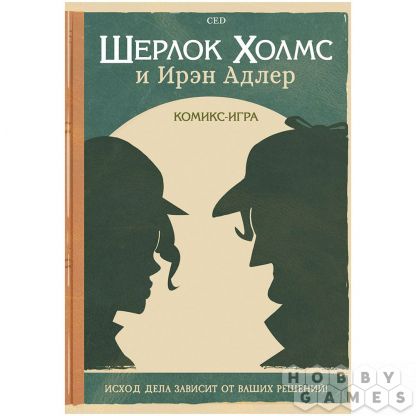 CED
Шерлок Холмс
и Ирэн Адлер
КОМИКС-ИГРА
ИСХОД ДЕЛА ЗАВИСИТ ОТ ВАШИХ РЕШЕНИЙ!
HOBBY
GAMES